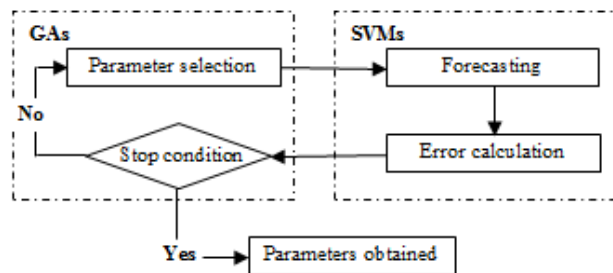 GAs
SVMs
Parameter selection
Forecasting
No
Stop condition
Error calculation
Yes
Parameters obtained